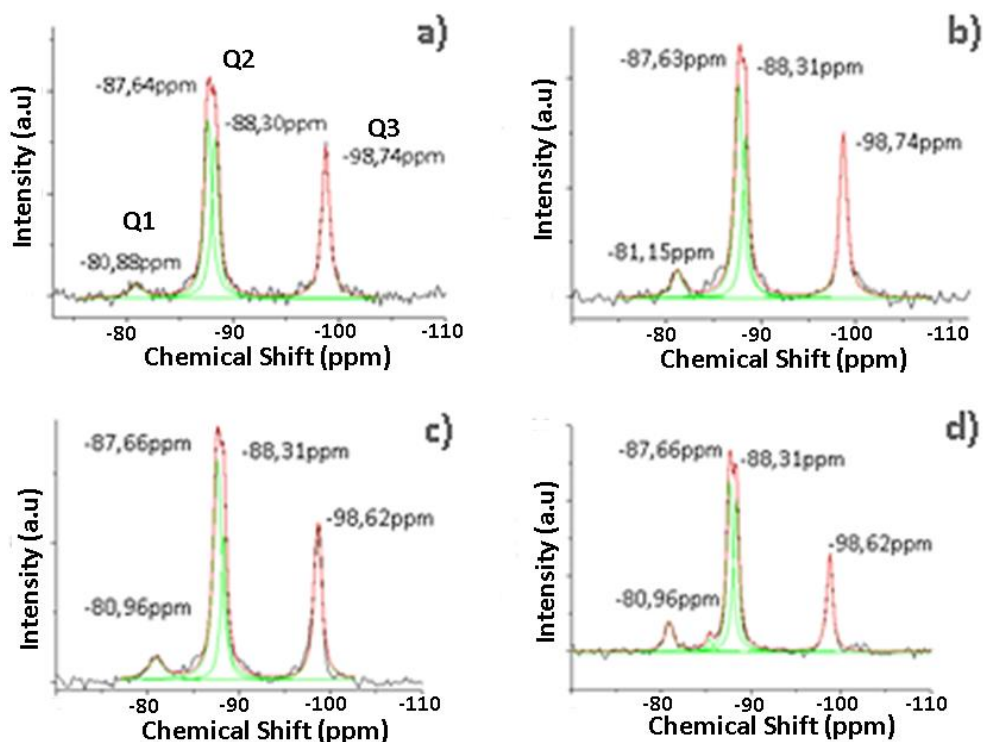 a)
Q2
-87,64ppm
-88,30ppm
Q3
-98,74ppm
Q1
-80,88ppm
Intensity (a.u)
-80 -90 -100 -110
Chemical Shift (ppm)
b)
-87,63ppm
-88,31ppm
-98,74ppm
-81,15ppm
Intensity (a.u)
-80 -90 -100 -110
Chemical Shift (ppm)
c)
-87,66ppm
-88,31ppm
-98,62ppm
-80,96ppm
Intensity (a.u)
-80 -90 -100 -110
Chemical Shift (ppm)
d)
-87,66ppm
-88,31ppm
-98,62ppm
-80,96ppm
Intensity (a.u)
-80 -90 -100 -110
Chemical Shift (ppm)